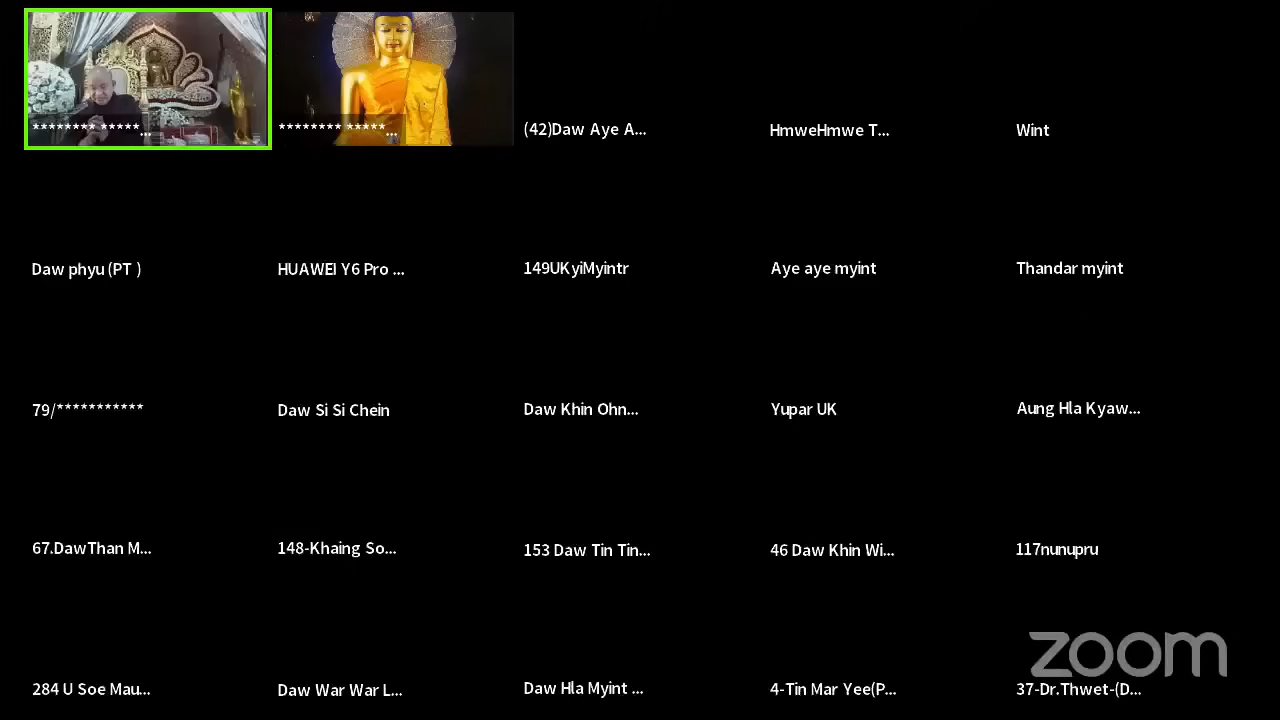 ******** *****...
******** *****...
(42)Daw Aye A...
HmweHmwe T...
Wint
Daw phyu (PT )
HUAWEI Y6 Pro ...
149UKyiMyintr
Aye aye myint
Thandar myint
79/***********
Daw Si Si Chein
Daw Khin Ohn...
Yupar UK
Aung Hla Kyaw...
67.DawThan M...
148-Khaing So...
153 Daw Tin Tin...
46 Daw Khin Wi...
117nunupru
284 U Soe Mau...
Daw War War L...
Daw Hla Myint ...
4-Tin Mar Yee(P...
37-Dr.Thwet-(D...
zoom